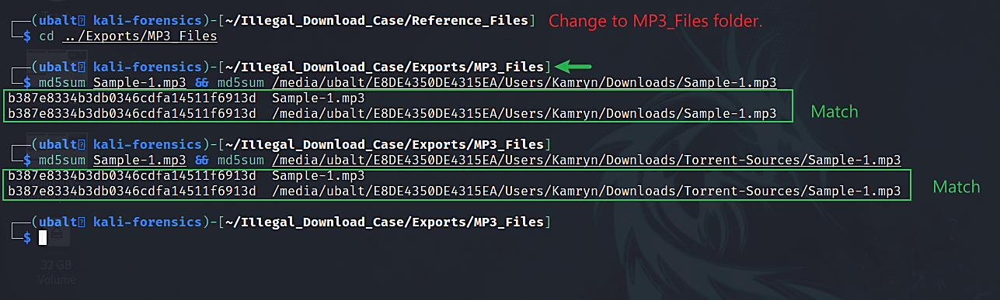 (ubalt kali-forensics)-[~/Illegal_Download_Case/Reference_Files] Change to MP3_Files folder.
$ cd ../Exports/MP3_Files
(ubalt kali-forensics)-[~/Illegal_Download_Case/Exports/MP3_Files]
$ md5sum Sample-1.mp3 && md5sum /media/ubalt/E8DE4350DE4315EA/Users/Kamryn/Downloads/Sample-1.mp3
b387e8334b3db0346cdfa14511f6913d  Sample-1.mp3
b387e8334b3db0346cdfa14511f6913d  /media/ubalt/E8DE4350DE4315EA/Users/Kamryn/Downloads/Sample-1.mp3
Match
(ubalt kali-forensics)-[~/Illegal_Download_Case/Exports/MP3_Files]
$ md5sum Sample-1.mp3 && md5sum /media/ubalt/E8DE4350DE4315EA/Users/Kamryn/Downloads/Torrent-Sources/Sample-1.mp3
b387e8334b3db0346cdfa14511f6913d  Sample-1.mp3
b387e8334b3db0346cdfa14511f6913d  /media/ubalt/E8DE4350DE4315EA/Users/Kamryn/Downloads/Torrent-Sources/Sample-1.mp3
Match
(ubalt kali-forensics)-[~/Illegal_Download_Case/Exports/MP3_Files]
$
32 GB
Volume